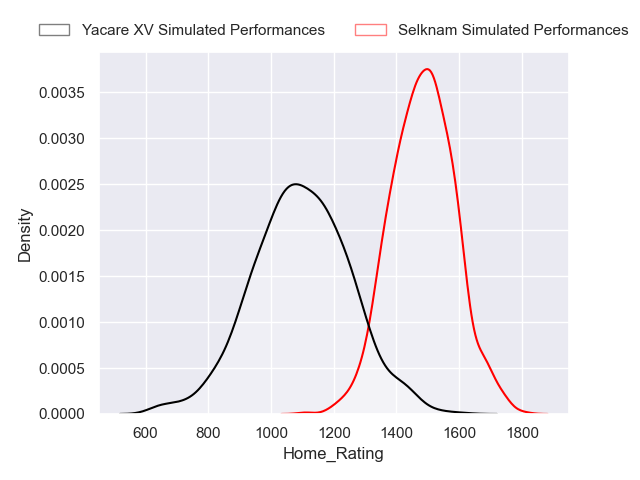 Yacare XV Simulated Performances Selknam Simulated Performances
0.0035
0.0030
0.0025
0.0020
0.0015
0.0010
0.0005
0.0000
Density
600 800 1000 1200 1400 1600 1800
Home_Rating